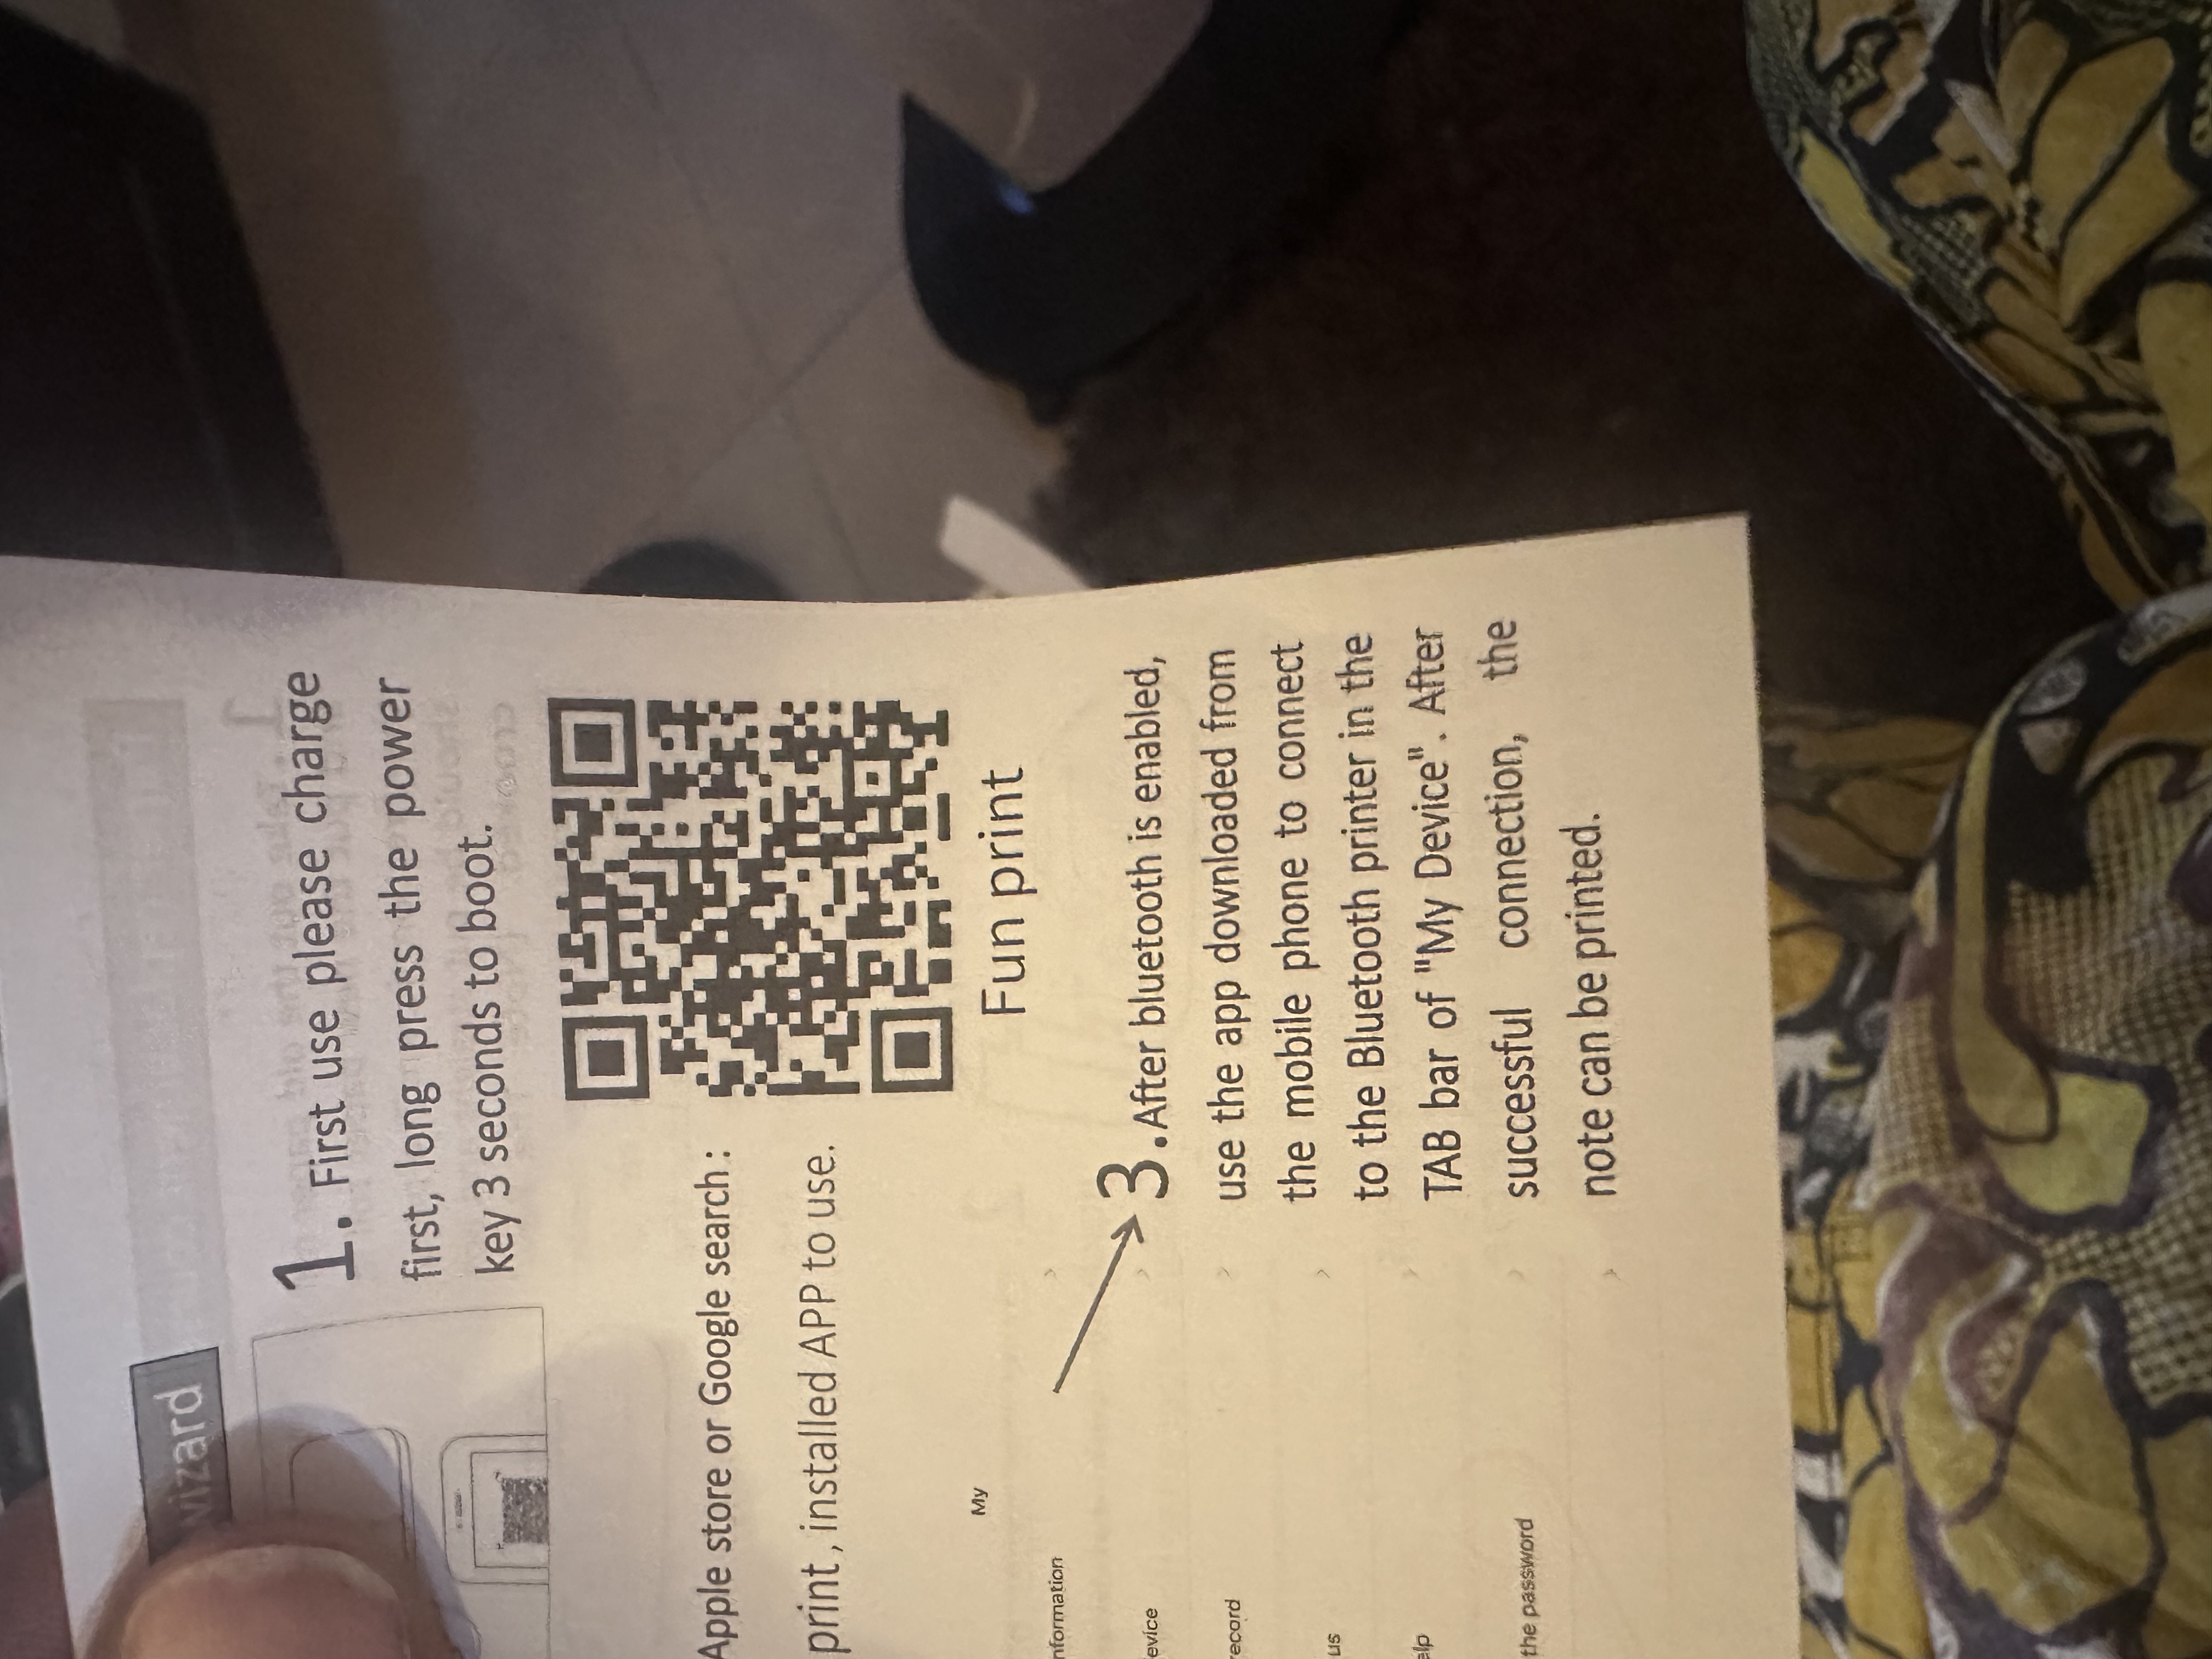 wizard
1. First use please charge
first, long press the power
key 3 seconds to boot.
Apple store or Google search:
print, installed APP to use.
Fun print
My
nformation
evice
record
us
elp
the password
3.After bluetooth is enabled,
use the app downloaded from
the mobile phone to connect
to the Bluetooth printer in the
TAB bar of "My Device". After
successful connection, the
note can be printed.